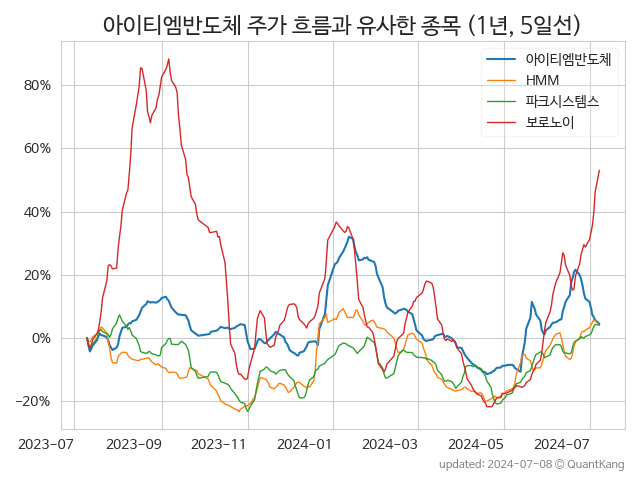 아이티엠반도체 주가 흐름과 유사한 종목 (1년, 5일선)
아이티엠반도체
HMM
파크시스템스
보로노이
80%
60%
40%
20%
0%
−20%
2023-07 2023-09 2023-11 2024-01 2024-03 2024-05 2024-07
updated: 2024-07-08 © QuantKang